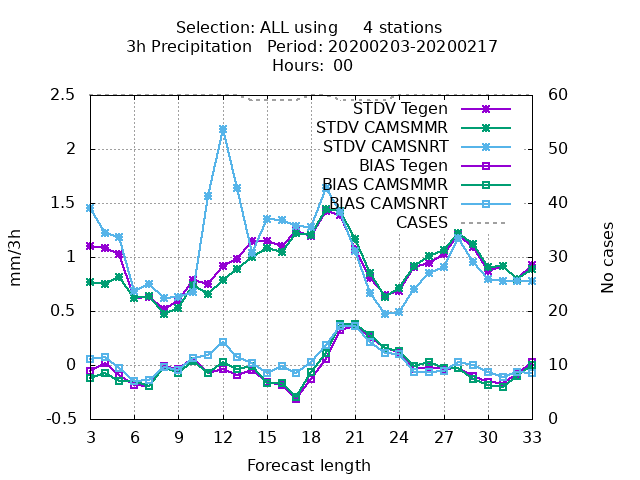 Selection: ALL using     4 stations
3h Precipitation   Period: 20200203-20200217
Hours:  00
2.5
2
1.5
1
0.5
0
-0.5
60
50
40
30
20
10
0
STDV Tegen
STDV CAMSMMR
STDV CAMSNRT
BIAS Tegen
BIAS CAMSMMR
BIAS CAMSNRT
CASES
mm/3h
No cases
3 6 9 12 15 18 21 24 27 30 33
Forecast length